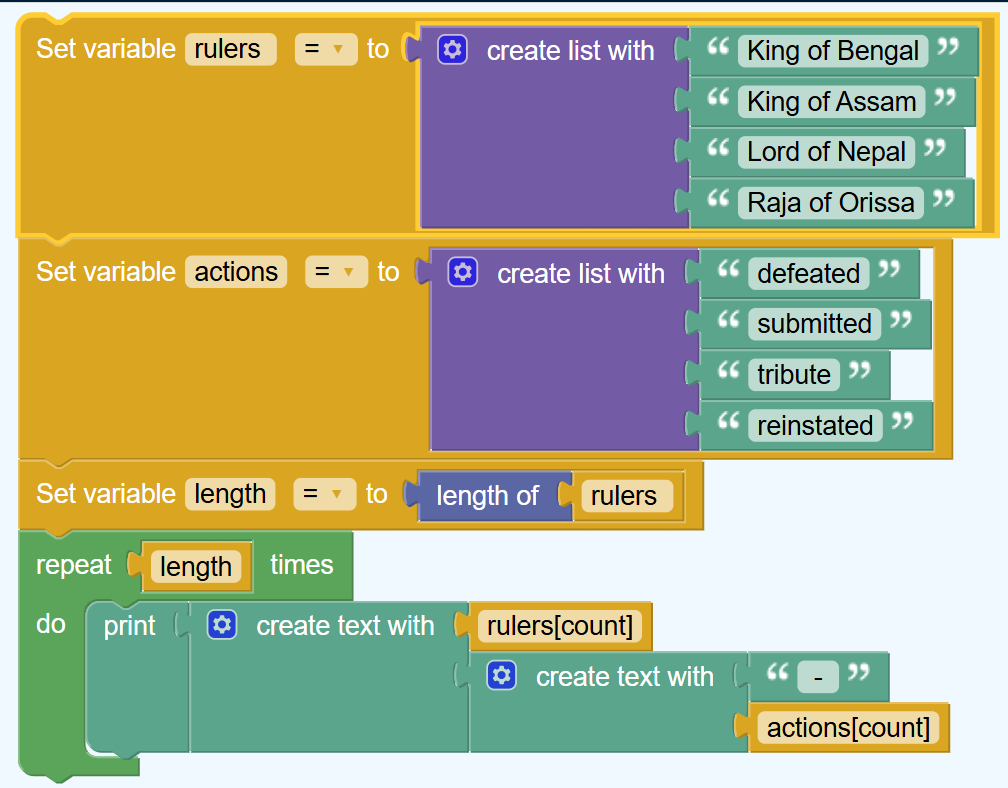 Set variable rulers = to create list with “ King of Bengal ”
“ King of Assam ”
“ Lord of Nepal ”
“ Raja of Orissa ”
Set variable actions = to create list with “ defeated ”
“ submitted ”
“ tribute ”
“ reinstated ”
Set variable length = to length of rulers
repeat length times
do print create text with rulers[count]
create text with “ - ”
actions[count]